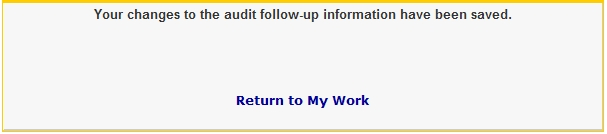 Your changes to the audit follow-up information have been saved.
Return to My Work